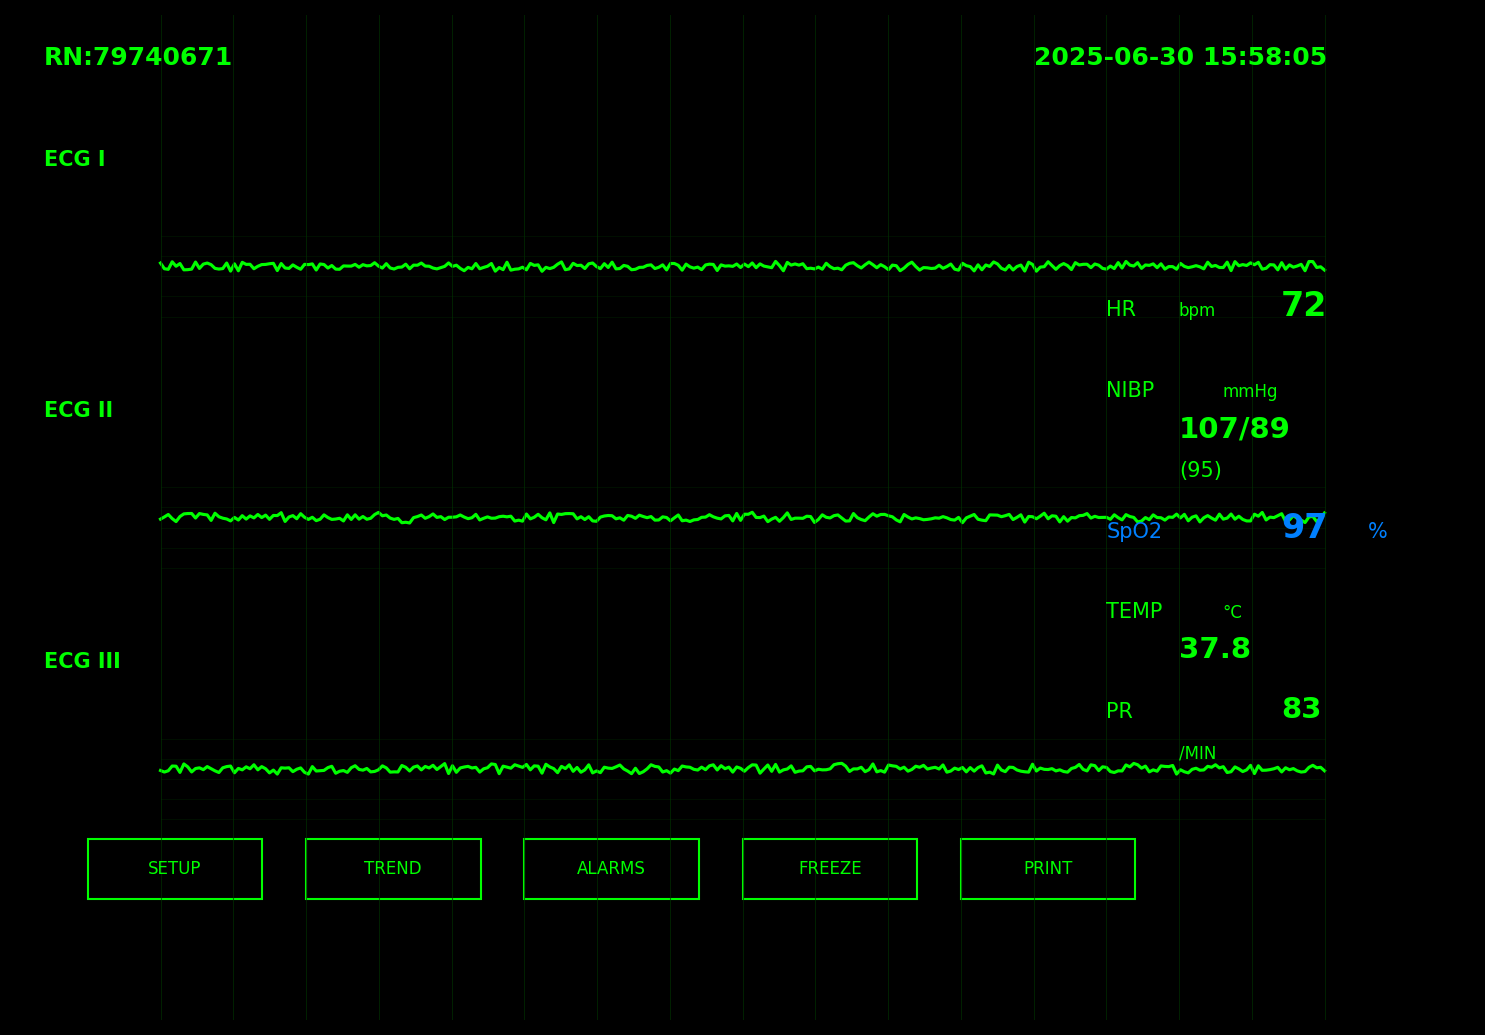 RN:79740671 2025-06-30 15:58:05
ECG I
HR bpm 72
NIBP mmHg
ECG II
107/89
(95)
SpO2 97 %
TEMP °C
37.8
ECG III
PR 83
/MIN
SETUP TREND ALARMS FREEZE PRINT